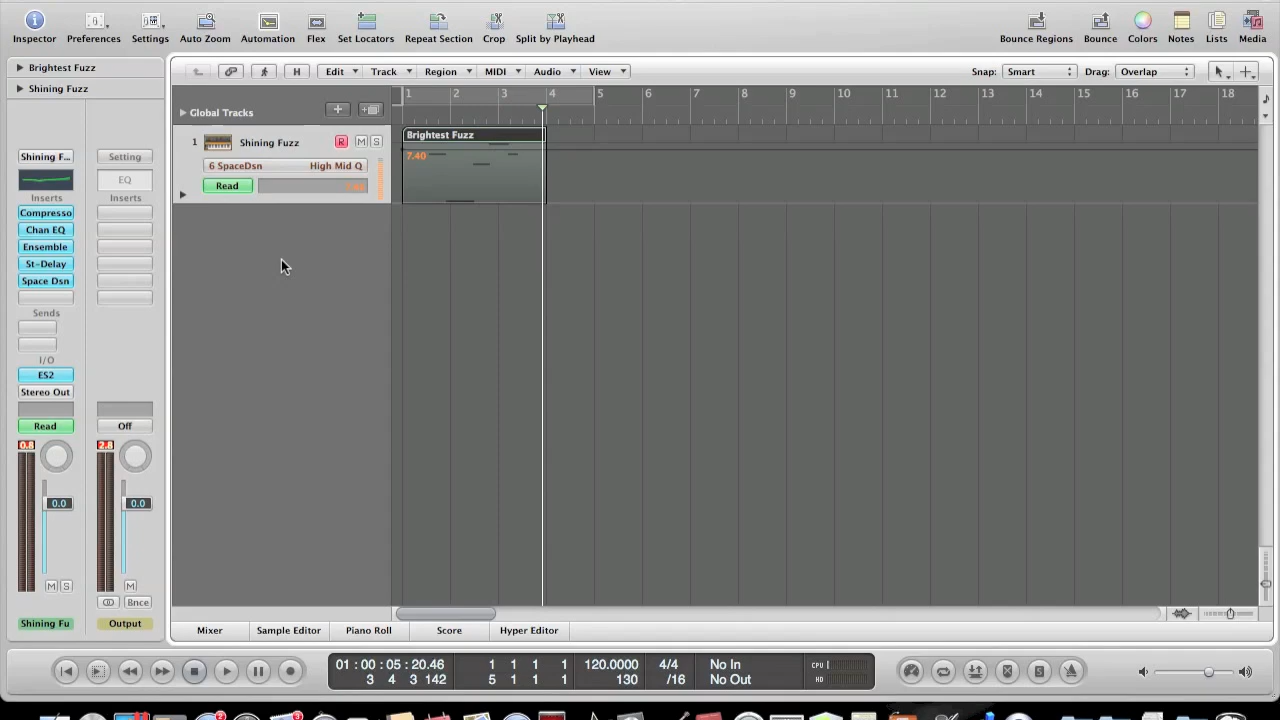 Inspector Preferences Settings Auto Zoom Automation Flex Set Locators Repeat Section Crop Split by Playhead Bounce Regions Bounce Colors Notes Lists Media
Brightest Fuzz
Shining Fuzz
H Edit Track Region MIDI Audio View Snap: Smart Drag: Overlap
Global Tracks
1 2 3 4 5 6 7 8 9 10 11 12 13 14 15 16 17 18
1 Shining Fuzz R M S
6 SpaceDsn High Mid Q
Read
Brightest Fuzz
7.40
Shining F... Setting
EQ
Inserts Inserts
Compresso
Chan EQ
Ensemble
St-Delay
Space Dsn
Sends
I/O
ES2
Stereo Out
Read Off
0.8 2.8
0.0 0.0
M S M
Bnce
Shining Fu Output
Mixer Sample Editor Piano Roll Score Hyper Editor
01 : 00 : 05 : 20.46 1 1 1 1 120.0000 4/4 No In CPU
3 4 3 142 5 1 1 1 130 /16 No Out HD
S